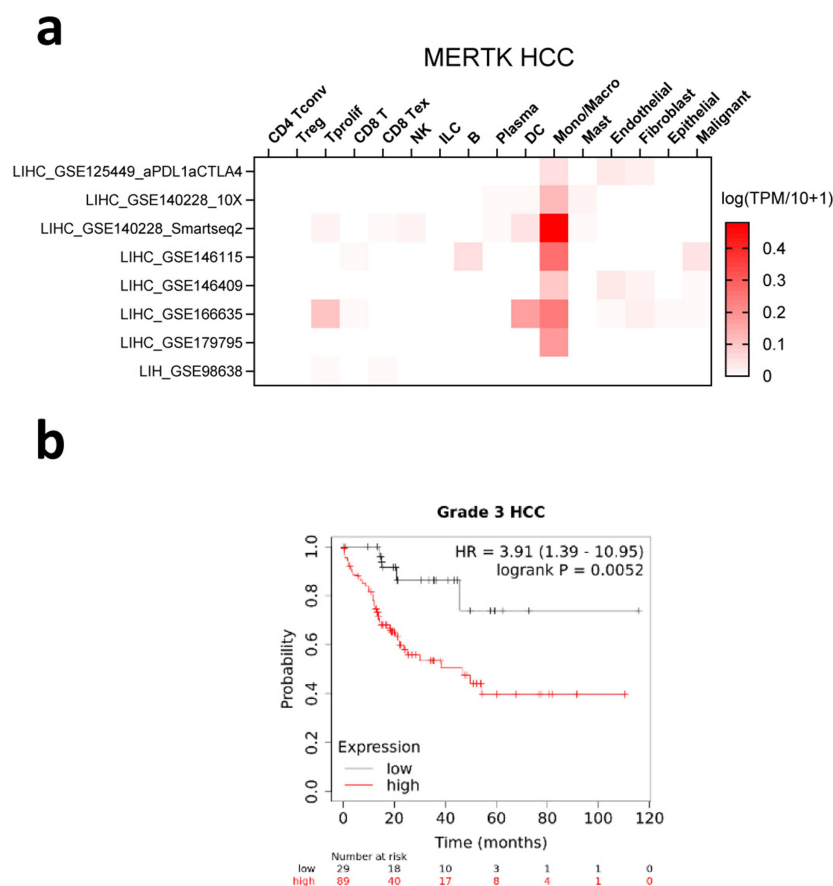 a
MERTK HCC
CD4 Tconv
Treg
Tprolif
CD8 T
CD8 Tex
NK
ILC
B
Plasma
DC
Mono/Macro
Mast
Endothelial
Fibroblast
Epithelial
Malignant
LIHC_GSE125449_aPDL1aCTLA4
LIHC_GSE140228_10X
LIHC_GSE140228_Smartseq2
LIHC_GSE146115
LIHC_GSE146409
LIHC_GSE166635
LIHC_GSE179795
LIH_GSE98638
log(TPM/10+1)
0.4
0.3
0.2
0.1
0
b
Grade 3 HCC
HR = 3.91 (1.39 - 10.95)
logrank P = 0.0052
Probability
1.0
0.8
0.6
0.4
0.2
0.0
Expression
low
high
0 20 40 60 80 100 120
Time (months)
Number at risk
low 29 18 10 3 1 1 0
high 89 40 17 8 4 1 0